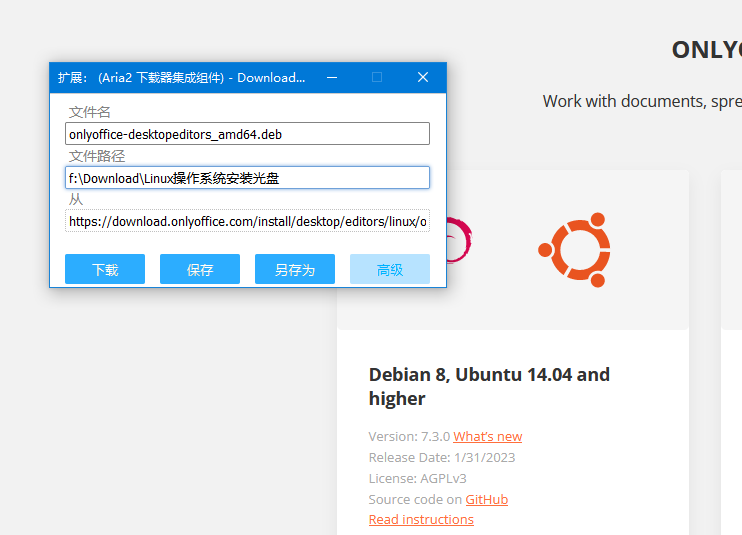 ONLYO
Work with documents, spre
扩展： (Aria2 下载器集成组件) - Download...
文件名
onlyoffice-desktopeditors_amd64.deb
文件路径
f:\Download\Linux操作系统安装光盘
从
https://download.onlyoffice.com/install/desktop/editors/linux/o
下载 保存 另存为 高级
Debian 8, Ubuntu 14.04 and
higher
Version: 7.3.0 What's new
Release Date: 1/31/2023
License: AGPLv3
Source code on GitHub
Read instructions